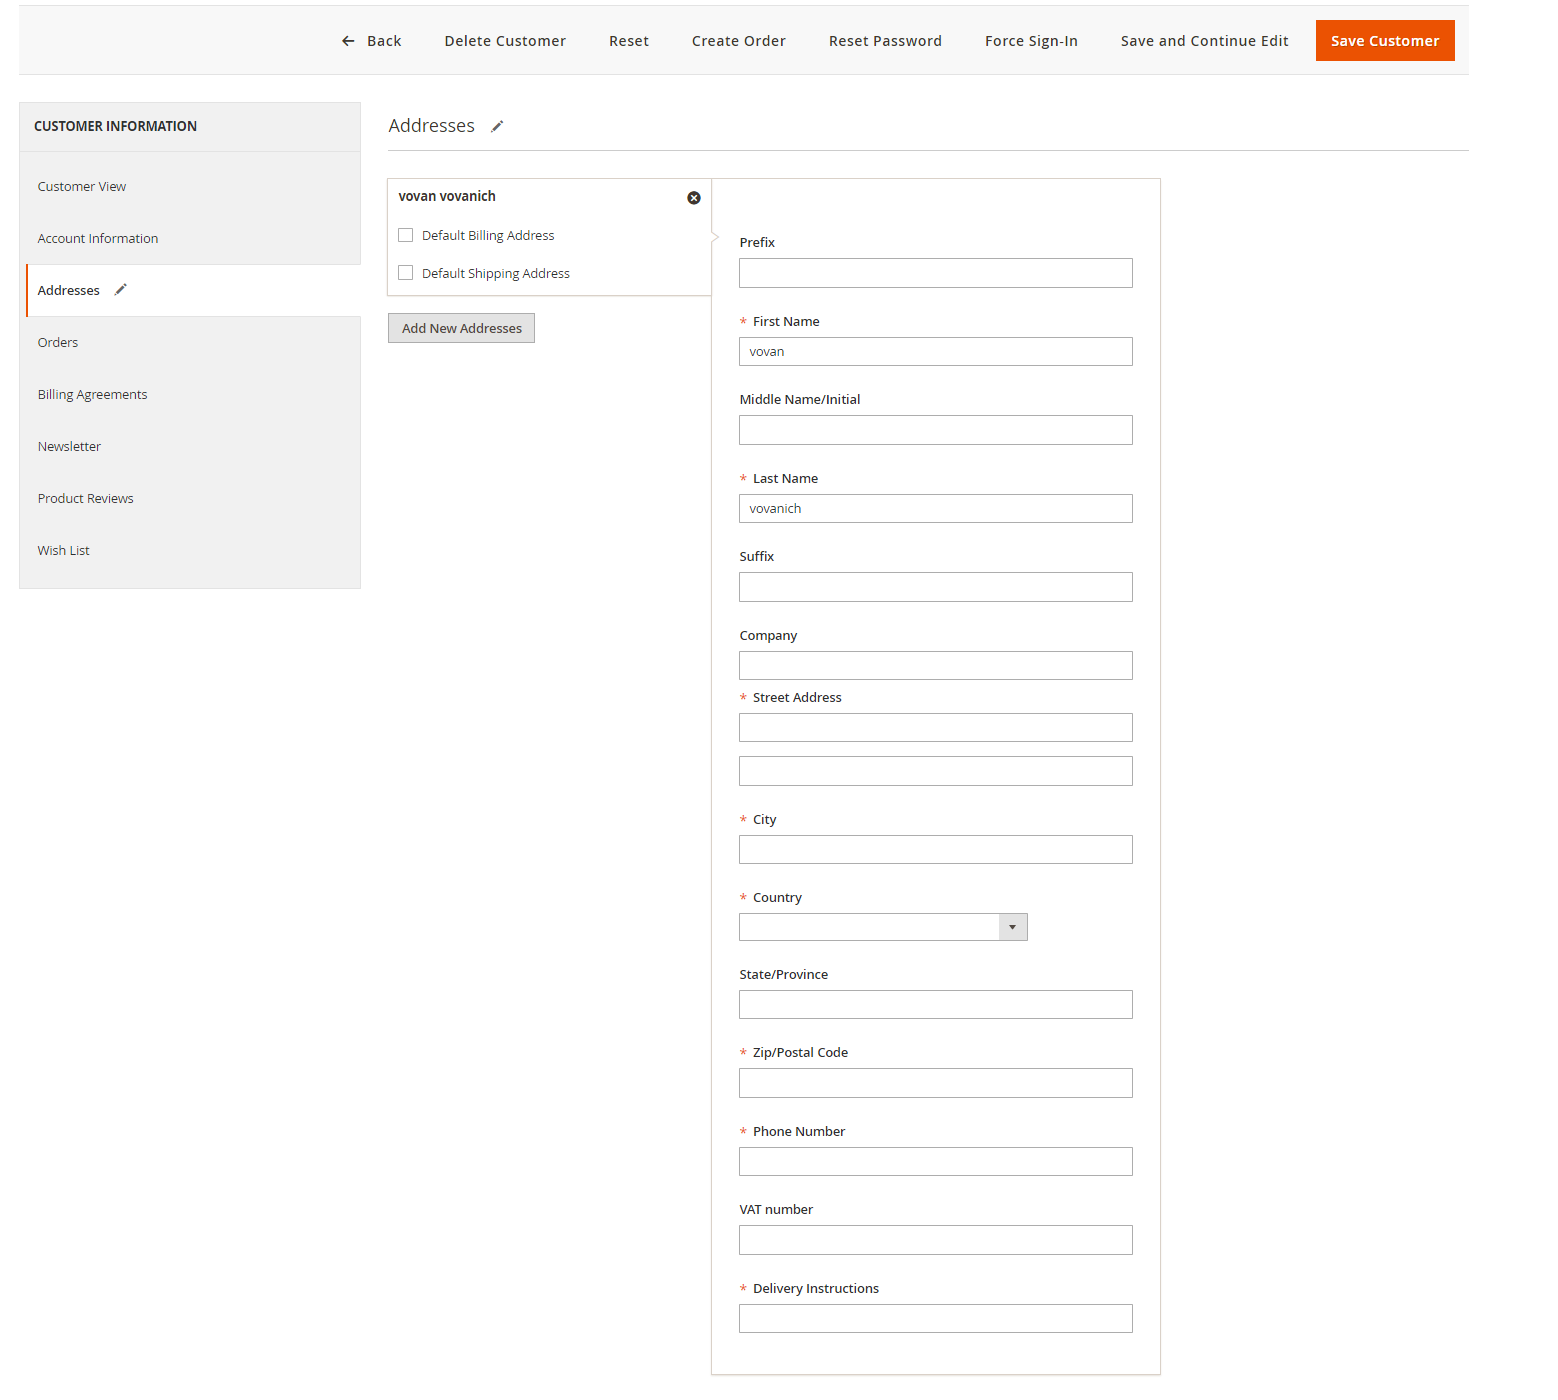 Back Delete Customer Reset Create Order Reset Password Force Sign-In Save and Continue Edit Save Customer
CUSTOMER INFORMATION
Customer View
Account Information
Addresses
Orders
Billing Agreements
Newsletter
Product Reviews
Wish List
Addresses
vovan vovanich
Default Billing Address
Default Shipping Address
Add New Addresses
Prefix
* First Name
vovan
Middle Name/Initial
* Last Name
vovanich
Suffix
Company
* Street Address
* City
* Country
State/Province
* Zip/Postal Code
* Phone Number
VAT number
* Delivery Instructions